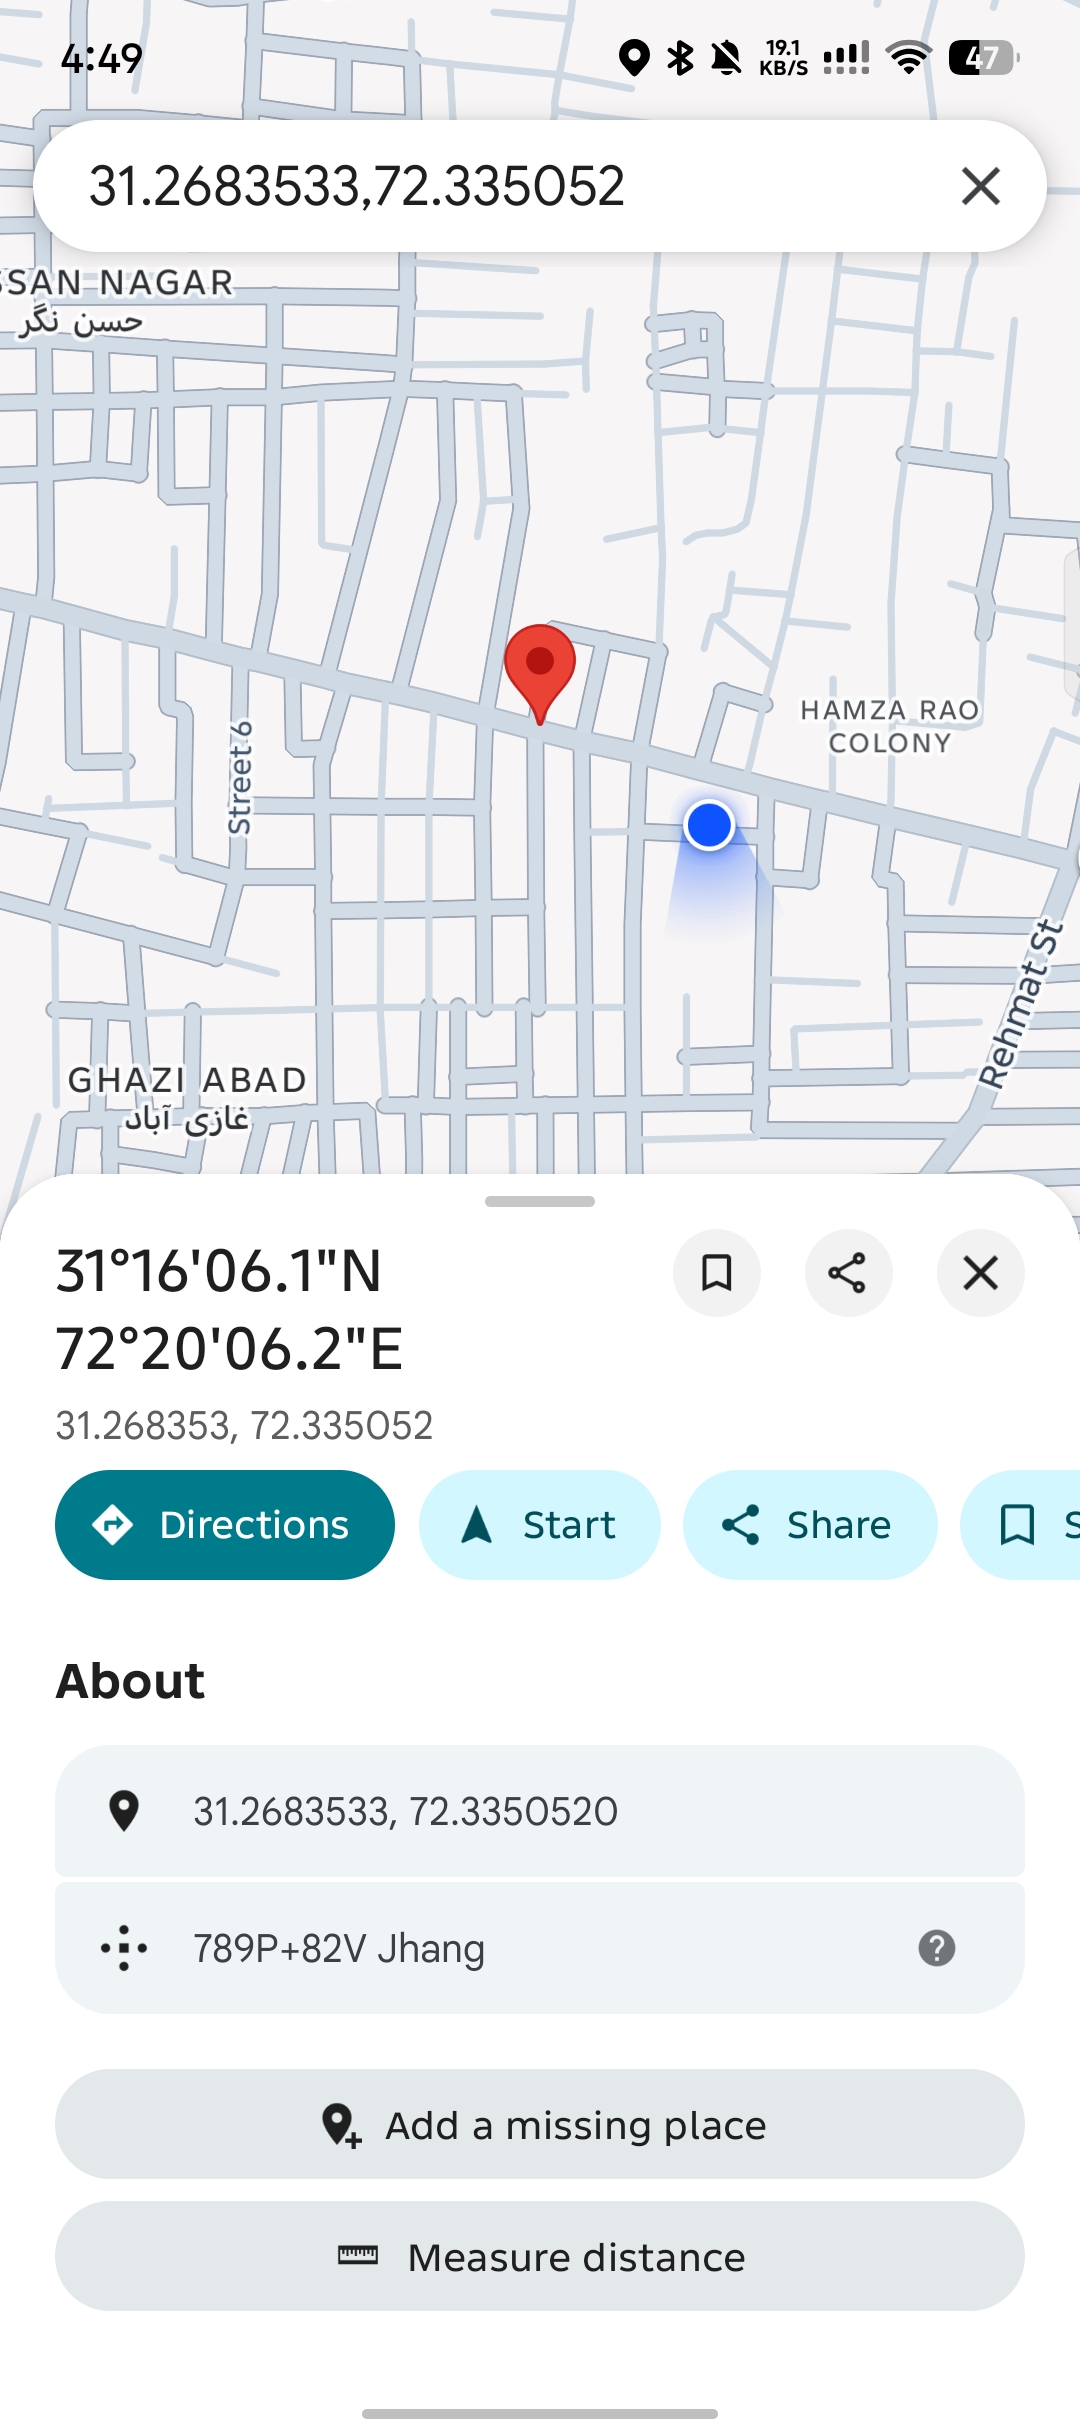 4:49
19.1
KB/S
47
31.2683533,72.335052
SSAN NAGAR
حسن نگر
HAMZA RAO
COLONY
Street 6
Rehmat St
GHAZI ABAD
غازی آباد
31°16'06.1"N
72°20'06.2"E
31.268353, 72.335052
Directions
Start
Share
S
About
31.2683533, 72.3350520
789P+82V Jhang
?
Add a missing place
Measure distance